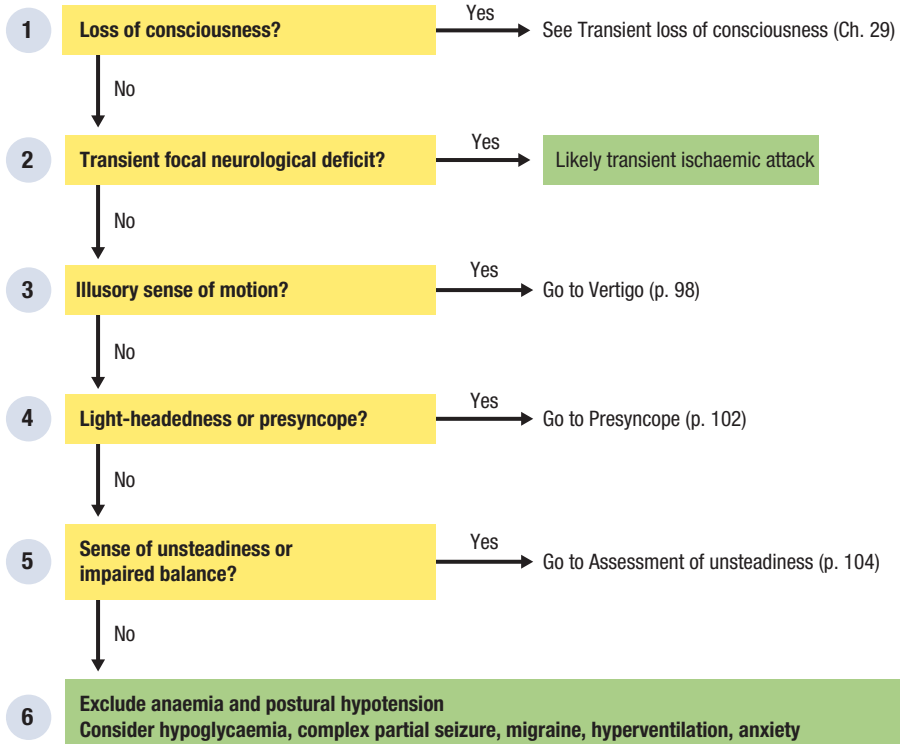 1
Loss of consciousness?
Yes
See Transient loss of consciousness (Ch. 29)
No
2
Transient focal neurological deficit?
Yes
Likely transient ischaemic attack
No
3
Illusory sense of motion?
Yes
Go to Vertigo (p. 98)
No
4
Light-headedness or presyncope?
Yes
Go to Presyncope (p. 102)
No
5
Sense of unsteadiness or
impaired balance?
Yes
Go to Assessment of unsteadiness (p. 104)
No
6
Exclude anaemia and postural hypotension
Consider hypoglycaemia, complex partial seizure, migraine, hyperventilation, anxiety